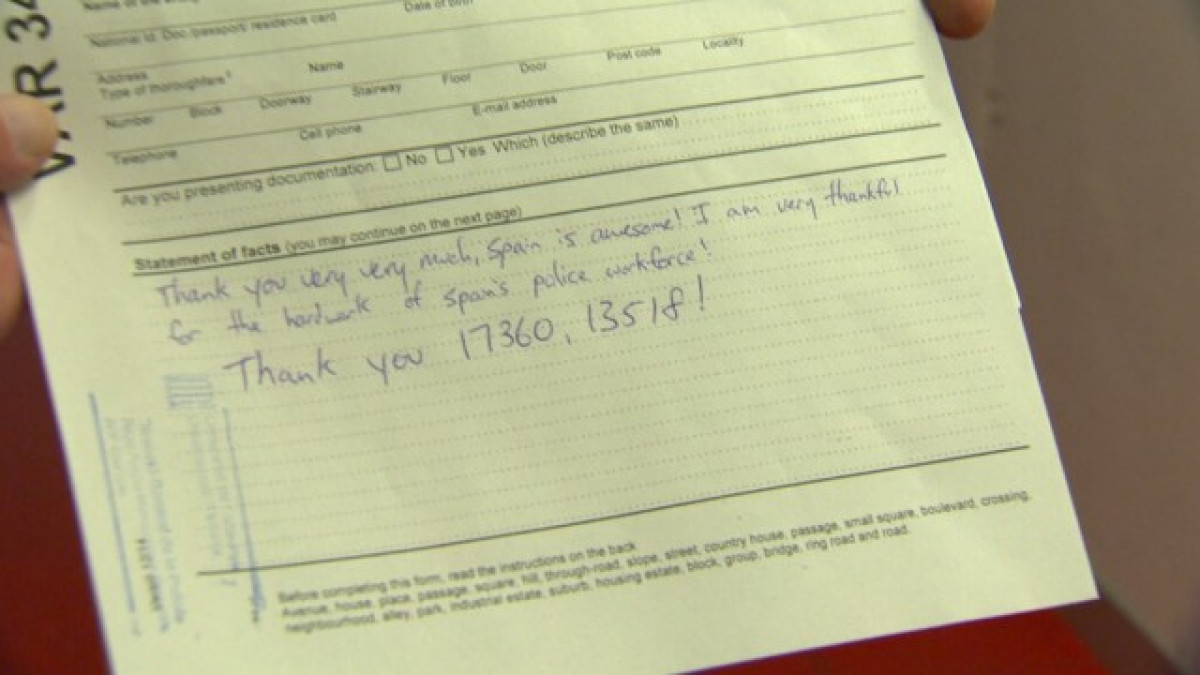 VAR 34
Name of the
Date of birth
National Id. Doc./passport/ residence card
Address
Type of thoroughfare¹ Name
Number Block Doorway Stairway Floor Door Post code Locality
Telephone Cell phone E-mail address
Are you presenting documentation: No Yes Which (describe the same)
Statement of facts (you may continue on the next page)
Thank you very very much, Spain is awesome! I am very thankful
for the hardwork of Spain's police workforce!
Thank you 17360, 13518!
Before completing this form, read the instructions on the back
Avenue, house, place, passage, square, hill, through-road, slope, street, country house, passage, small square, boulevard, crossing,
neighbourhood, alley, park, industrial estate, suburb, housing estate, block, group, bridge, ring road and road.